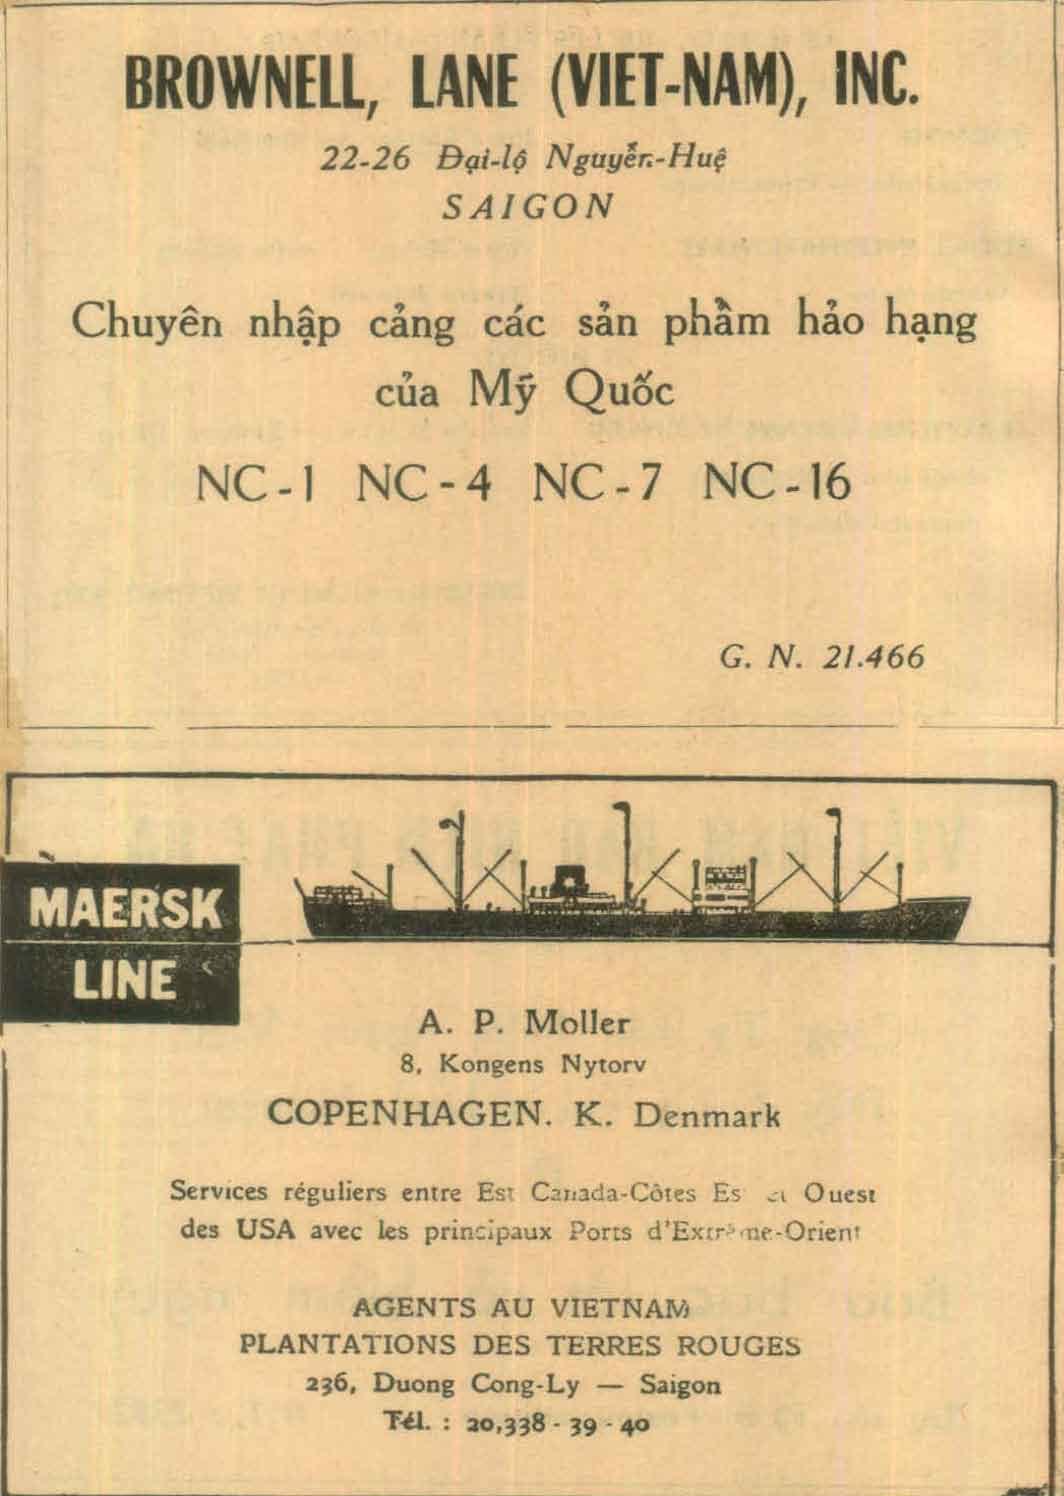 BROWNELL, LANE (VIET-NAM), INC.
22-26 Đại-lộ Nguyễn-Huệ
SAIGON
Chuyên nhập cảng các sản phẩm hảo hạng
của Mỹ Quốc
NC-1 NC-4 NC-7 NC-16
G. N. 21.466
MAERSK
LINE
A. P. Moller
8, Kongens Nytorv
COPENHAGEN. K. Denmark
Services réguliers entre Est Canada-Côtes Es et Ouest
des USA avec les principaux Ports d'Extrême-Orient
AGENTS AU VIETNAM
PLANTATIONS DES TERRES ROUGES
236, Duong Cong-Ly — Saigon
Tél. : 20,338 - 39 - 40